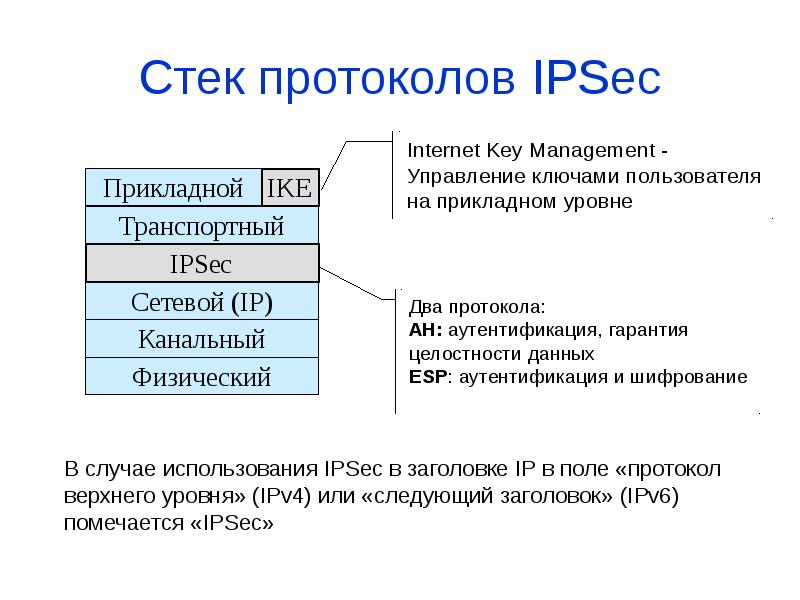 Стек протоколов IPSec
Internet Key Management -
Управление ключами пользователя
на прикладном уровне
Прикладной IKE
Транспортный
IPSec
Сетевой (IP)
Канальный
Физический
Два протокола:
AH: аутентификация, гарантия
целостности данных
ESP: аутентификация и шифрование
В случае использования IPSec в заголовке IP в поле «протокол
верхнего уровня» (IPv4) или «следующий заголовок» (IPv6)
помечается «IPSec»